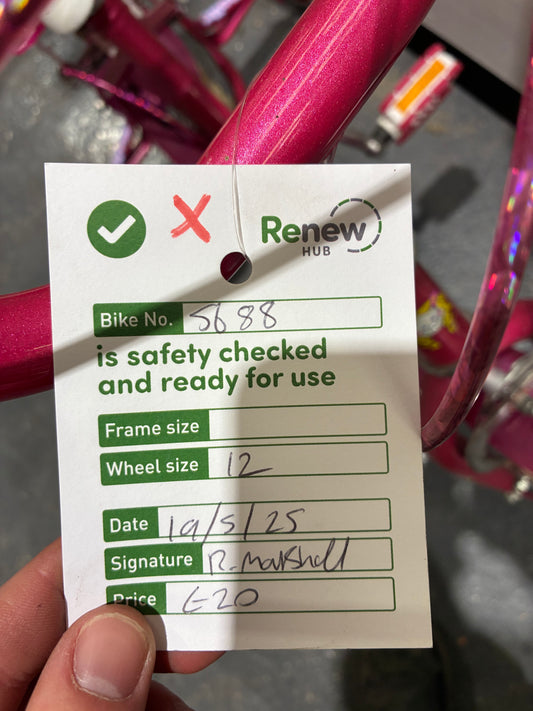 Renew
HUB
Bike No. 5688
is safety checked
and ready for use
Frame size
Wheel size 12
Date 19/5/25
Signature R. Marshall
Price £20